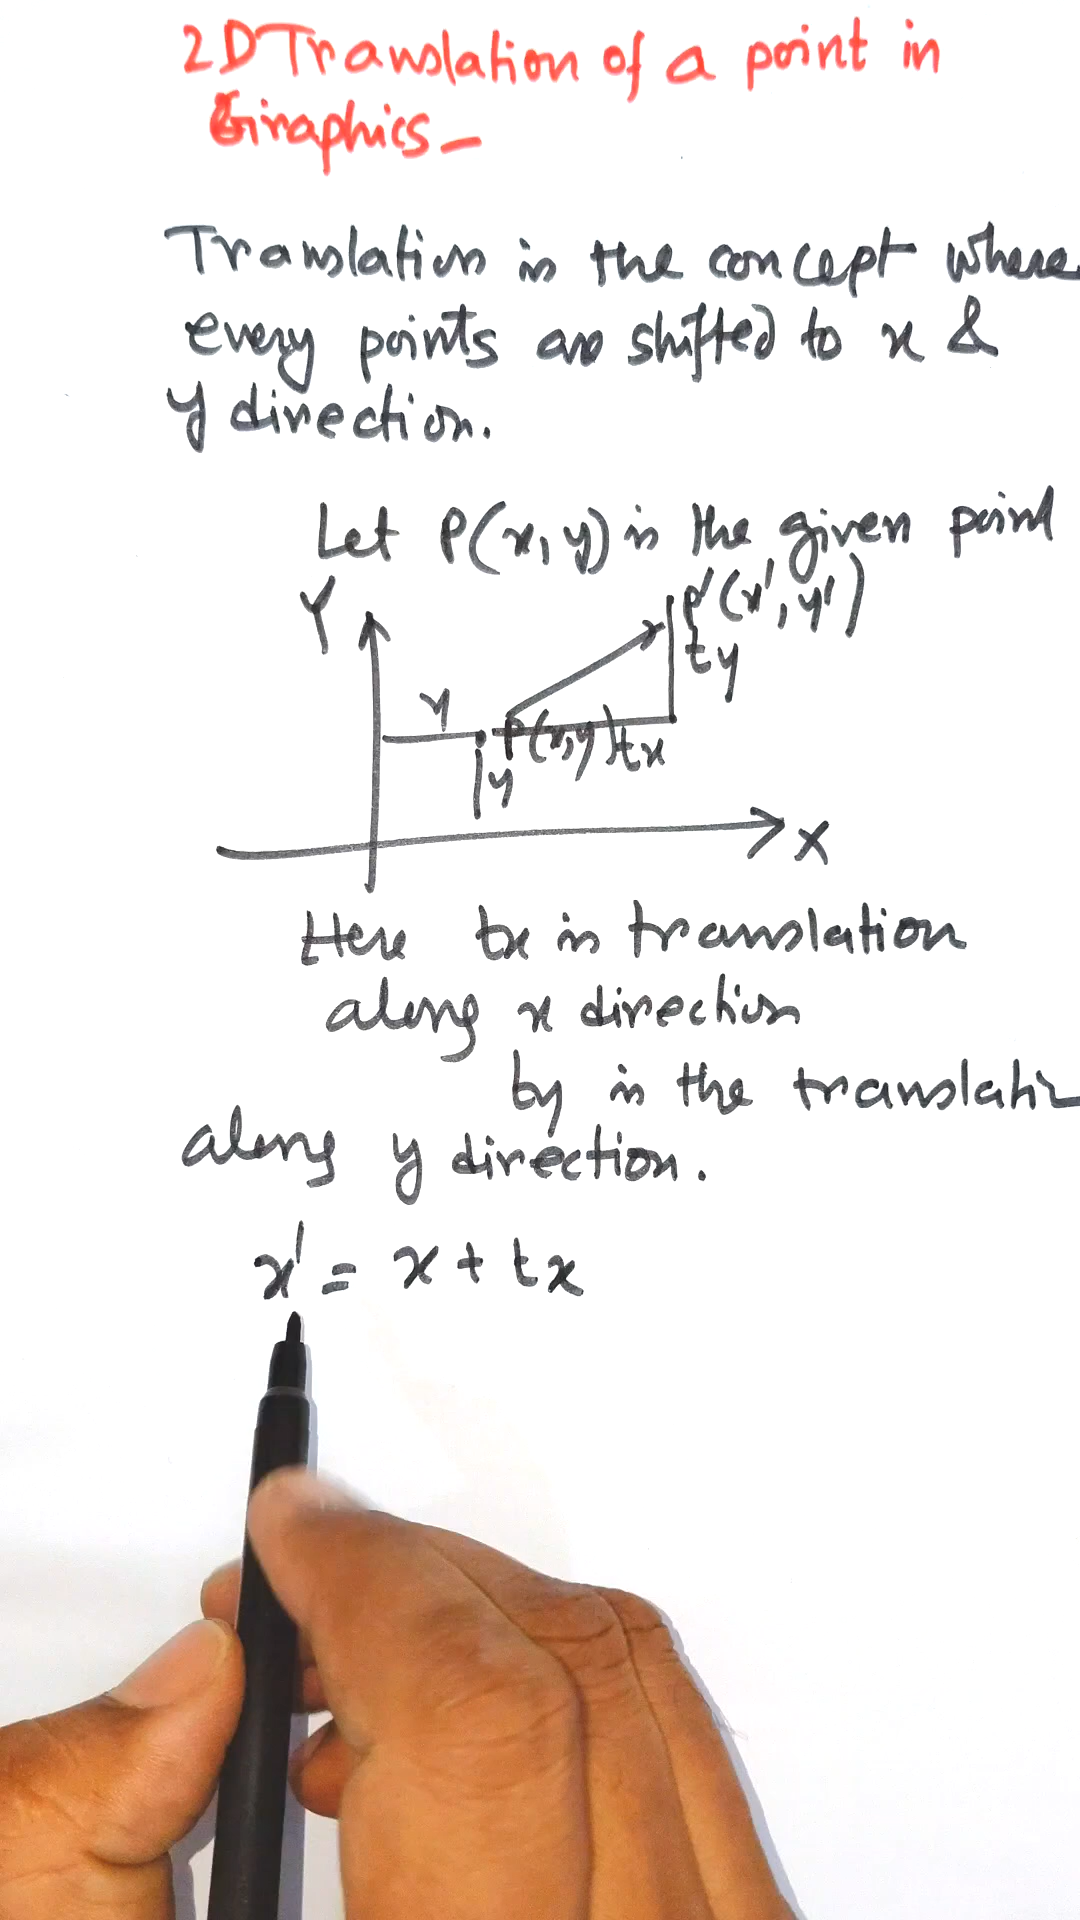 2D Translation of a point in
Graphics -
Translation is the concept where
every points are shifted to x &
y direction.
Let P(x, y) is the given point
Y
P'(x', y')
ty
x
P(x,y)
tx
y
X
Here tx is translation
along x direction
ty is the translati
along y direction.
x' = x + tx